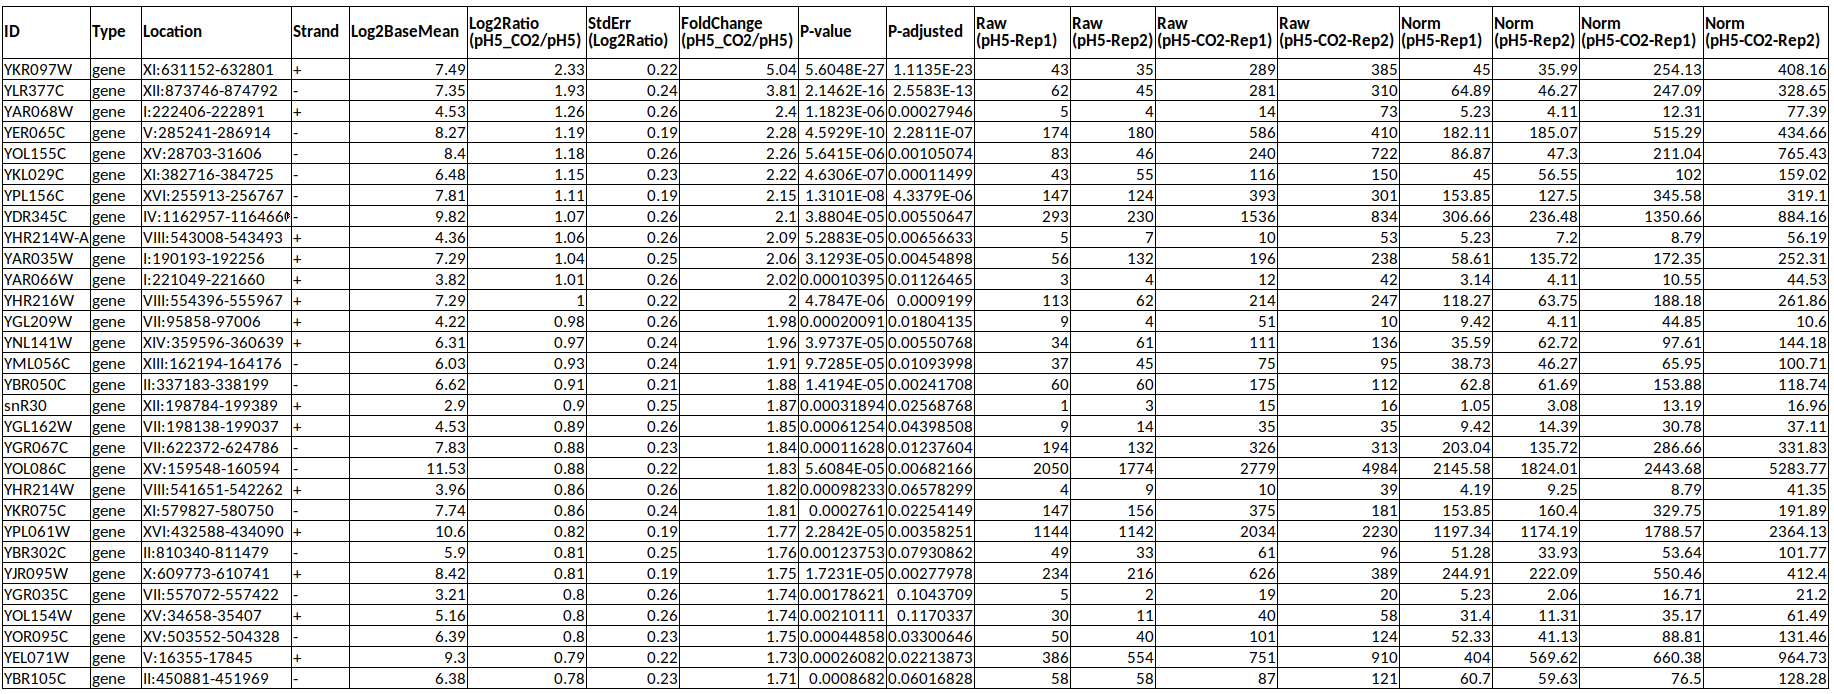 ID Type Location Strand Log2BaseMean Log2Ratio (pH5_CO2/pH5) StdErr (Log2Ratio) FoldChange (pH5_CO2/pH5) P-value P-adjusted Raw (pH5-Rep1) Raw (pH5-Rep2) Raw (pH5-CO2-Rep1) Raw (pH5-CO2-Rep2) Norm (pH5-Rep1) Norm (pH5-Rep2) Norm (pH5-CO2-Rep1) Norm (pH5-CO2-Rep2)
YKR097W gene XI:631152-632801 + 7.49 2.33 0.22 5.04 5.6048E-27 1.1135E-23 43 35 289 385 45 35.99 254.13 408.16
YLR377C gene XII:873746-874792 - 7.35 1.93 0.24 3.81 2.1462E-16 2.5583E-13 62 45 281 310 64.89 46.27 247.09 328.65
YAR068W gene I:222406-222891 + 4.53 1.26 0.26 2.4 1.1823E-06 0.00027946 5 4 14 73 5.23 4.11 12.31 77.39
YER065C gene V:285241-286914 - 8.27 1.19 0.19 2.28 4.5929E-10 2.2811E-07 174 180 586 410 182.11 185.07 515.29 434.66
YOL155C gene XV:28703-31606 - 8.4 1.18 0.26 2.26 5.6415E-06 0.00105074 83 46 240 722 86.87 47.3 211.04 765.43
YKL029C gene XI:382716-384725 - 6.48 1.15 0.23 2.22 4.6306E-07 0.00011499 43 55 116 150 45 56.55 102 159.02
YPL156C gene XVI:255913-256767 - 7.81 1.11 0.19 2.15 1.3101E-08 4.3379E-06 147 124 393 301 153.85 127.5 345.58 319.1
YDR345C gene IV:1162957-116466 - 9.82 1.07 0.26 2.1 3.8804E-05 0.00550647 293 230 1536 834 306.66 236.48 1350.66 884.16
YHR214W-A gene VIII:543008-543493 + 4.36 1.06 0.26 2.09 5.2883E-05 0.00656633 5 7 10 53 5.23 7.2 8.79 56.19
YAR035W gene I:190193-192256 + 7.29 1.04 0.25 2.06 3.1293E-05 0.00454898 56 132 196 238 58.61 135.72 172.35 252.31
YAR066W gene I:221049-221660 + 3.82 1.01 0.26 2.02 0.00010395 0.01126465 3 4 12 42 3.14 4.11 10.55 44.53
YHR216W gene VIII:554396-555967 + 7.29 1 0.22 2 4.7847E-06 0.0009199 113 62 214 247 118.27 63.75 188.18 261.86
YGL209W gene VII:95858-97006 + 4.22 0.98 0.26 1.98 0.00020091 0.01804135 9 4 51 10 9.42 4.11 44.85 10.6
YNL141W gene XIV:359596-360639 + 6.31 0.97 0.24 1.96 3.9737E-05 0.00550768 34 61 111 136 35.59 62.72 97.61 144.18
YML056C gene XIII:162194-164176 - 6.03 0.93 0.24 1.91 9.7285E-05 0.01093998 37 45 75 95 38.73 46.27 65.95 100.71
YBR050C gene II:337183-338199 - 6.62 0.91 0.21 1.88 1.4194E-05 0.00241708 60 60 175 112 62.8 61.69 153.88 118.74
snR30 gene XII:198784-199389 + 2.9 0.9 0.25 1.87 0.00031894 0.02568768 1 3 15 16 1.05 3.08 13.19 16.96
YGL162W gene VII:198138-199037 + 4.53 0.89 0.26 1.85 0.00061254 0.04398508 9 14 35 35 9.42 14.39 30.78 37.11
YGR067C gene VII:622372-624786 - 7.83 0.88 0.23 1.84 0.00011628 0.01237604 194 132 326 313 203.04 135.72 286.66 331.83
YOL086C gene XV:159548-160594 - 11.53 0.88 0.22 1.83 5.6084E-05 0.00682166 2050 1774 2779 4984 2145.58 1824.01 2443.68 5283.77
YHR214W gene VIII:541651-542262 + 3.96 0.86 0.26 1.82 0.00098233 0.06578299 4 9 10 39 4.19 9.25 8.79 41.35
YKR075C gene XI:579827-580750 - 7.74 0.86 0.24 1.81 0.0002761 0.02254149 147 156 375 181 153.85 160.4 329.75 191.89
YPL061W gene XVI:432588-434090 + 10.6 0.82 0.19 1.77 2.2842E-05 0.00358251 1144 1142 2034 2230 1197.34 1174.19 1788.57 2364.13
YBR302C gene II:810340-811479 - 5.9 0.81 0.25 1.76 0.00123753 0.07930862 49 33 61 96 51.28 33.93 53.64 101.77
YJR095W gene X:609773-610741 + 8.42 0.81 0.19 1.75 1.7231E-05 0.00277978 234 216 626 389 244.91 222.09 550.46 412.4
YGR035C gene VII:557072-557422 - 3.21 0.8 0.26 1.74 0.00178621 0.1043709 5 2 19 20 5.23 2.06 16.71 21.2
YOL154W gene XV:34658-35407 + 5.16 0.8 0.26 1.74 0.00210111 0.1170337 30 11 40 58 31.4 11.31 35.17 61.49
YOR095C gene XV:503552-504328 - 6.39 0.8 0.23 1.75 0.00044858 0.03300646 50 40 101 124 52.33 41.13 88.81 131.46
YEL071W gene V:16355-17845 + 9.3 0.79 0.22 1.73 0.00026082 0.02213873 386 554 751 910 404 569.62 660.38 964.73
YBR105C gene II:450881-451969 - 6.38 0.78 0.23 1.71 0.0008682 0.06016828 58 58 87 121 60.7 59.63 76.5 128.28